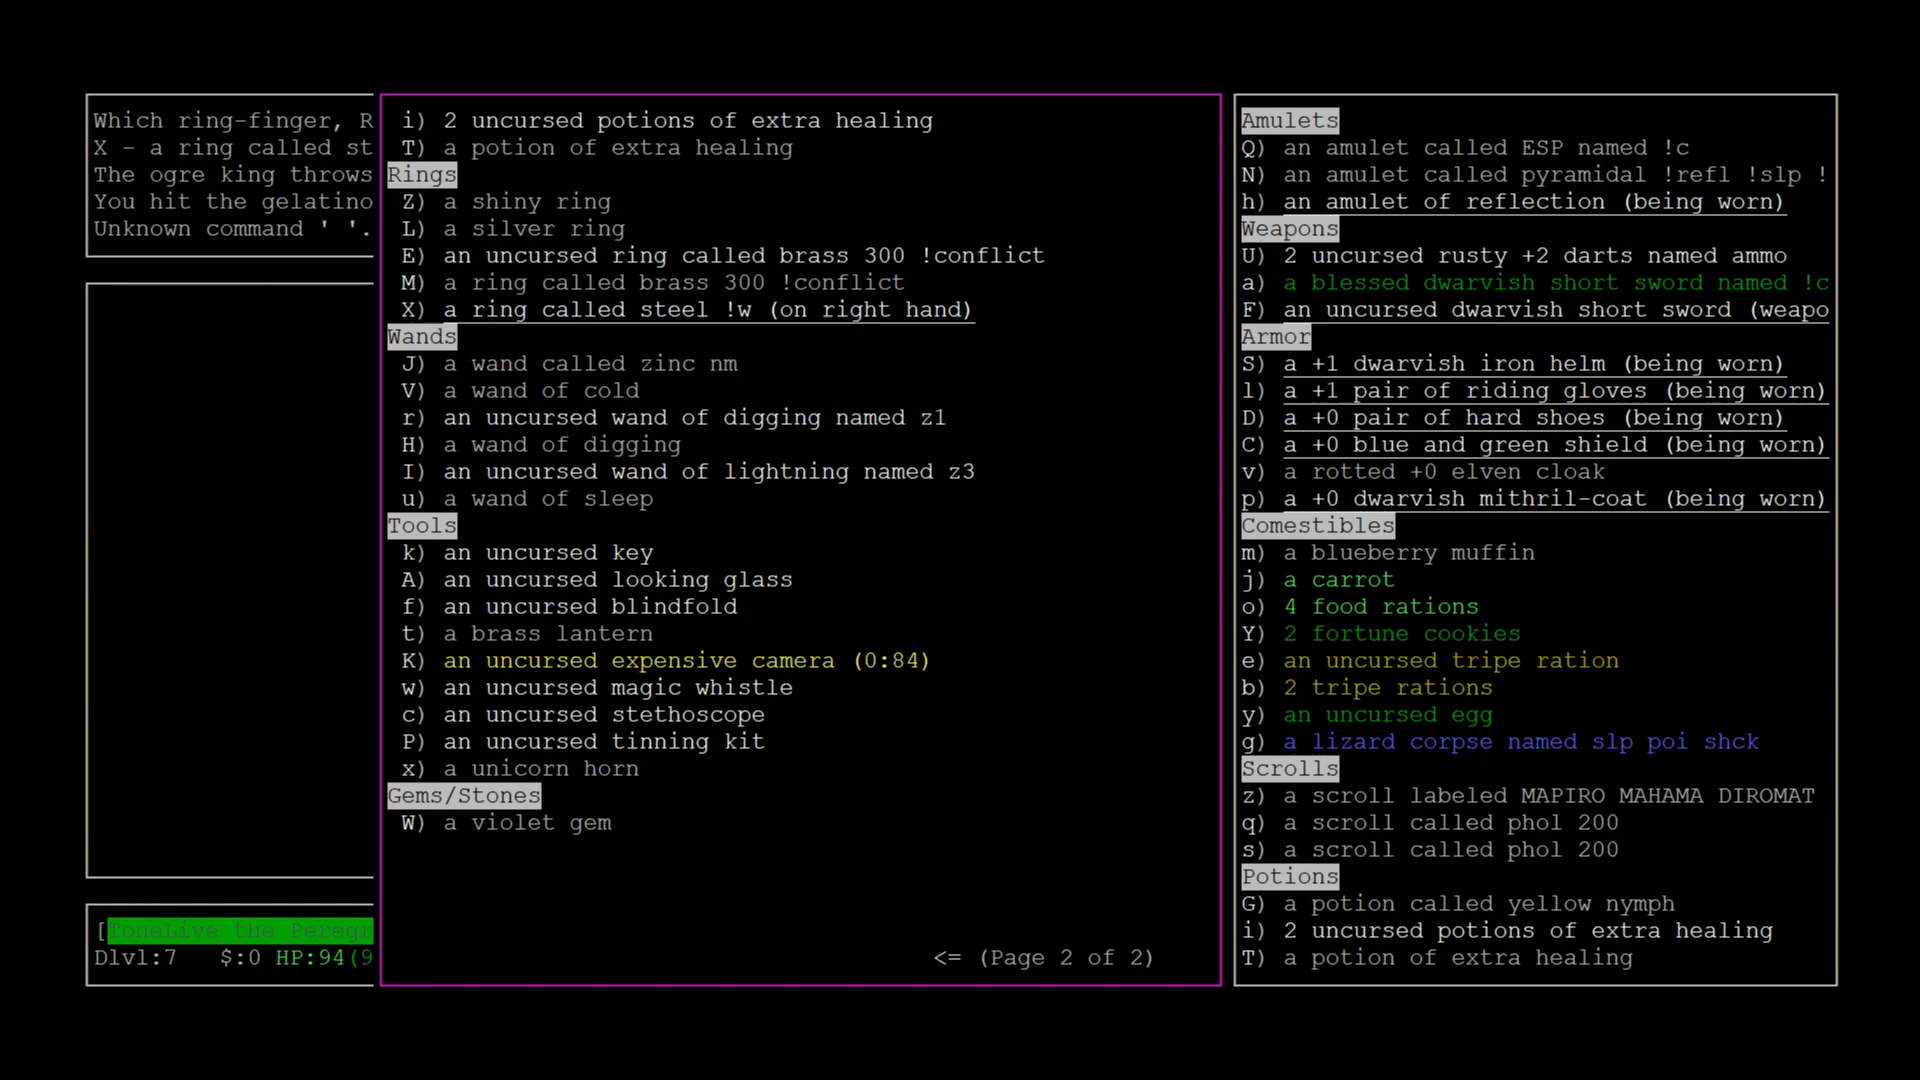 Which ring-finger, R
X - a ring called st
The ogre king throws
You hit the gelatino
Unknown command ' '.
[ToneLive the Peregr
Dlvl:7 $:0 HP:94(9
i) 2 uncursed potions of extra healing
T) a potion of extra healing
Rings
Z) a shiny ring
L) a silver ring
E) an uncursed ring called brass 300 !conflict
M) a ring called brass 300 !conflict
X) a ring called steel !w (on right hand)
Wands
J) a wand called zinc nm
V) a wand of cold
r) an uncursed wand of digging named z1
H) a wand of digging
I) an uncursed wand of lightning named z3
u) a wand of sleep
Tools
k) an uncursed key
A) an uncursed looking glass
f) an uncursed blindfold
t) a brass lantern
K) an uncursed expensive camera (0:84)
w) an uncursed magic whistle
c) an uncursed stethoscope
P) an uncursed tinning kit
x) a unicorn horn
Gems/Stones
W) a violet gem
<= (Page 2 of 2)
Amulets
Q) an amulet called ESP named !c
N) an amulet called pyramidal !refl !slp !
h) an amulet of reflection (being worn)
Weapons
U) 2 uncursed rusty +2 darts named ammo
a) a blessed dwarvish short sword named !c
F) an uncursed dwarvish short sword (weapo
Armor
S) a +1 dwarvish iron helm (being worn)
l) a +1 pair of riding gloves (being worn)
D) a +0 pair of hard shoes (being worn)
C) a +0 blue and green shield (being worn)
v) a rotted +0 elven cloak
p) a +0 dwarvish mithril-coat (being worn)
Comestibles
m) a blueberry muffin
j) a carrot
o) 4 food rations
Y) 2 fortune cookies
e) an uncursed tripe ration
b) 2 tripe rations
y) an uncursed egg
g) a lizard corpse named slp poi shck
Scrolls
z) a scroll labeled MAPIRO MAHAMA DIROMAT
q) a scroll called phol 200
s) a scroll called phol 200
Potions
G) a potion called yellow nymph
i) 2 uncursed potions of extra healing
T) a potion of extra healing